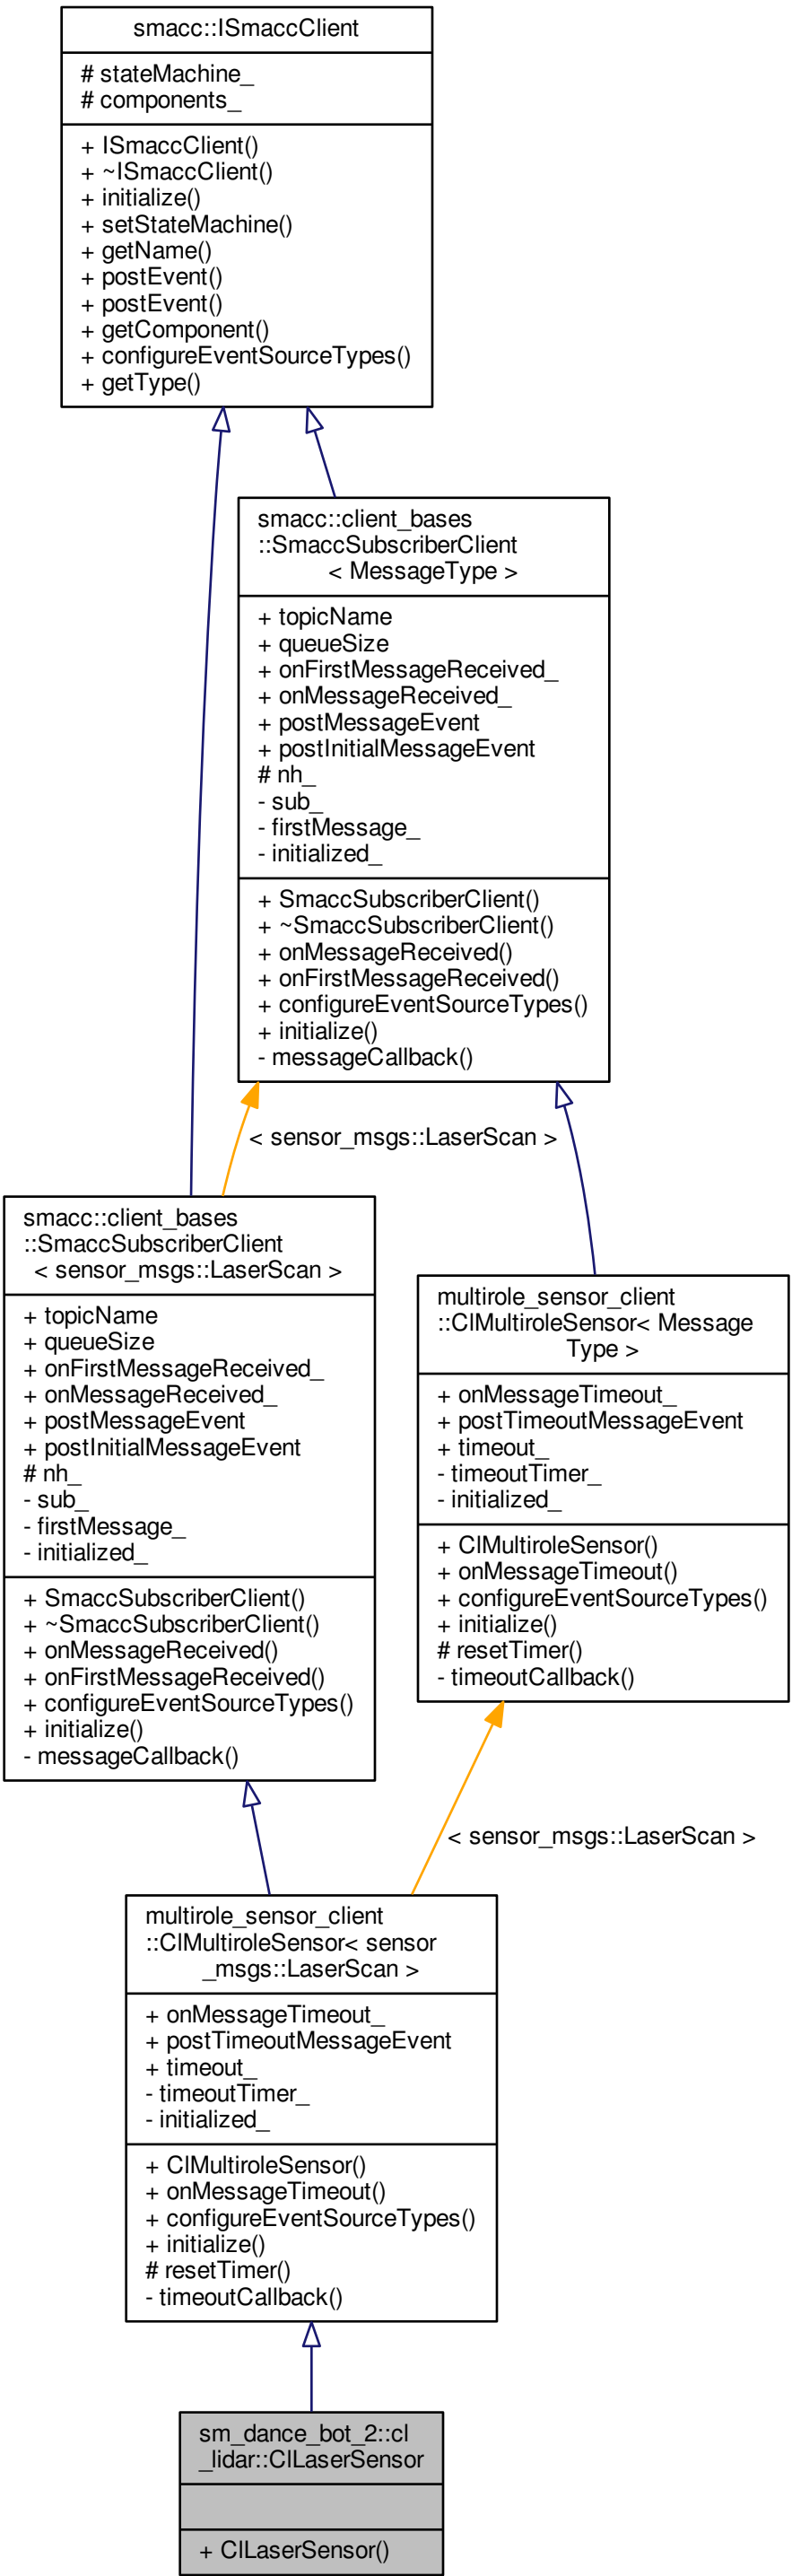 smacc::ISmaccClient
# stateMachine_
# components_
+ ISmaccClient()
+ ~ISmaccClient()
+ initialize()
+ setStateMachine()
+ getName()
+ postEvent()
+ postEvent()
+ getComponent()
+ configureEventSourceTypes()
+ getType()
smacc::client_bases
::SmaccSubscriberClient
< MessageType >
+ topicName
+ queueSize
+ onFirstMessageReceived_
+ onMessageReceived_
+ postMessageEvent
+ postInitialMessageEvent
# nh_
- sub_
- firstMessage_
- initialized_
+ SmaccSubscriberClient()
+ ~SmaccSubscriberClient()
+ onMessageReceived()
+ onFirstMessageReceived()
+ configureEventSourceTypes()
+ initialize()
- messageCallback()
< sensor_msgs::LaserScan >
smacc::client_bases
::SmaccSubscriberClient
< sensor_msgs::LaserScan >
+ topicName
+ queueSize
+ onFirstMessageReceived_
+ onMessageReceived_
+ postMessageEvent
+ postInitialMessageEvent
# nh_
- sub_
- firstMessage_
- initialized_
+ SmaccSubscriberClient()
+ ~SmaccSubscriberClient()
+ onMessageReceived()
+ onFirstMessageReceived()
+ configureEventSourceTypes()
+ initialize()
- messageCallback()
multirole_sensor_client
::ClMultiroleSensor< Message
Type >
+ onMessageTimeout_
+ postTimeoutMessageEvent
+ timeout_
- timeoutTimer_
- initialized_
+ ClMultiroleSensor()
+ onMessageTimeout()
+ configureEventSourceTypes()
+ initialize()
# resetTimer()
- timeoutCallback()
< sensor_msgs::LaserScan >
multirole_sensor_client
::ClMultiroleSensor< sensor
_msgs::LaserScan >
+ onMessageTimeout_
+ postTimeoutMessageEvent
+ timeout_
- timeoutTimer_
- initialized_
+ ClMultiroleSensor()
+ onMessageTimeout()
+ configureEventSourceTypes()
+ initialize()
# resetTimer()
- timeoutCallback()
sm_dance_bot_2::cl
_lidar::ClLaserSensor
+ ClLaserSensor()